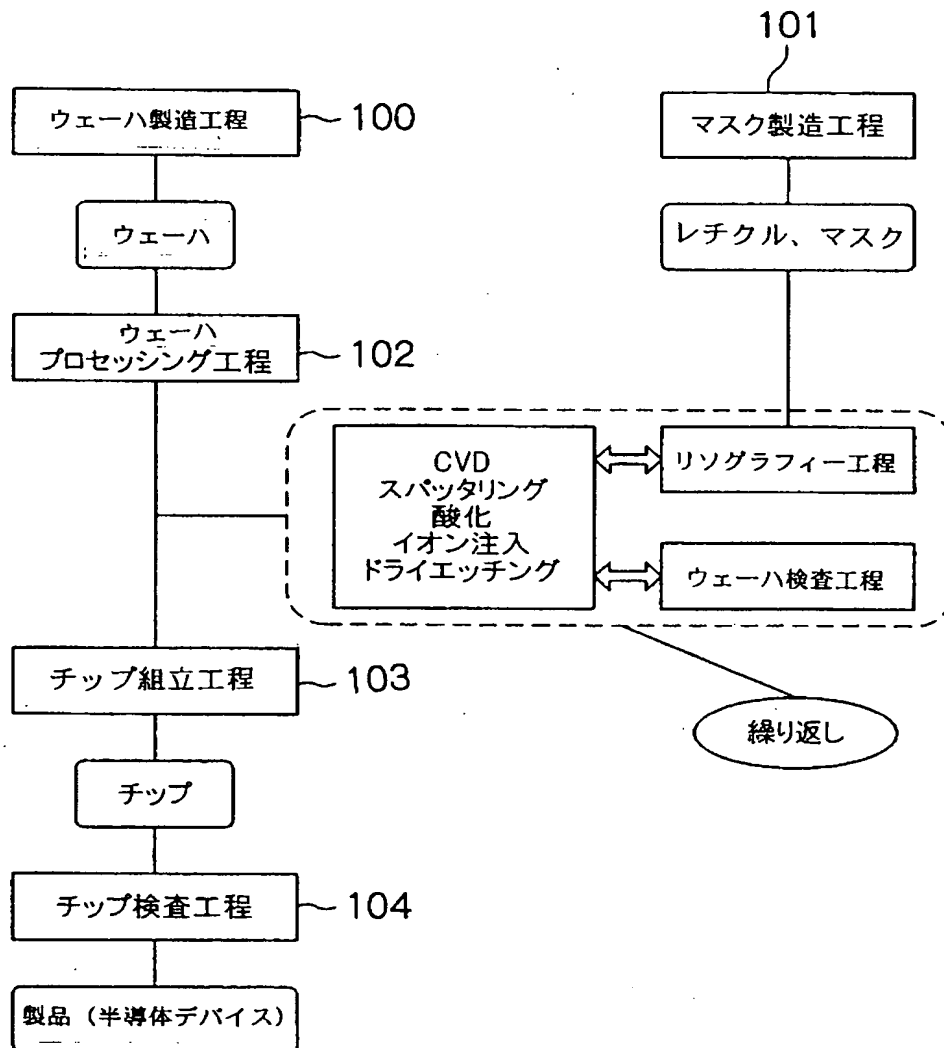 101
ウェーハ製造工程
100
マスク製造工程
ウェーハ
レチクル、マスク
ウェーハ
プロセッシング工程
102
CVD
スパッタリング
酸化
イオン注入
ドライエッチング
リソグラフィー工程
ウェーハ検査工程
チップ組立工程
103
繰り返し
チップ
チップ検査工程
104
製品（半導体デバイス）